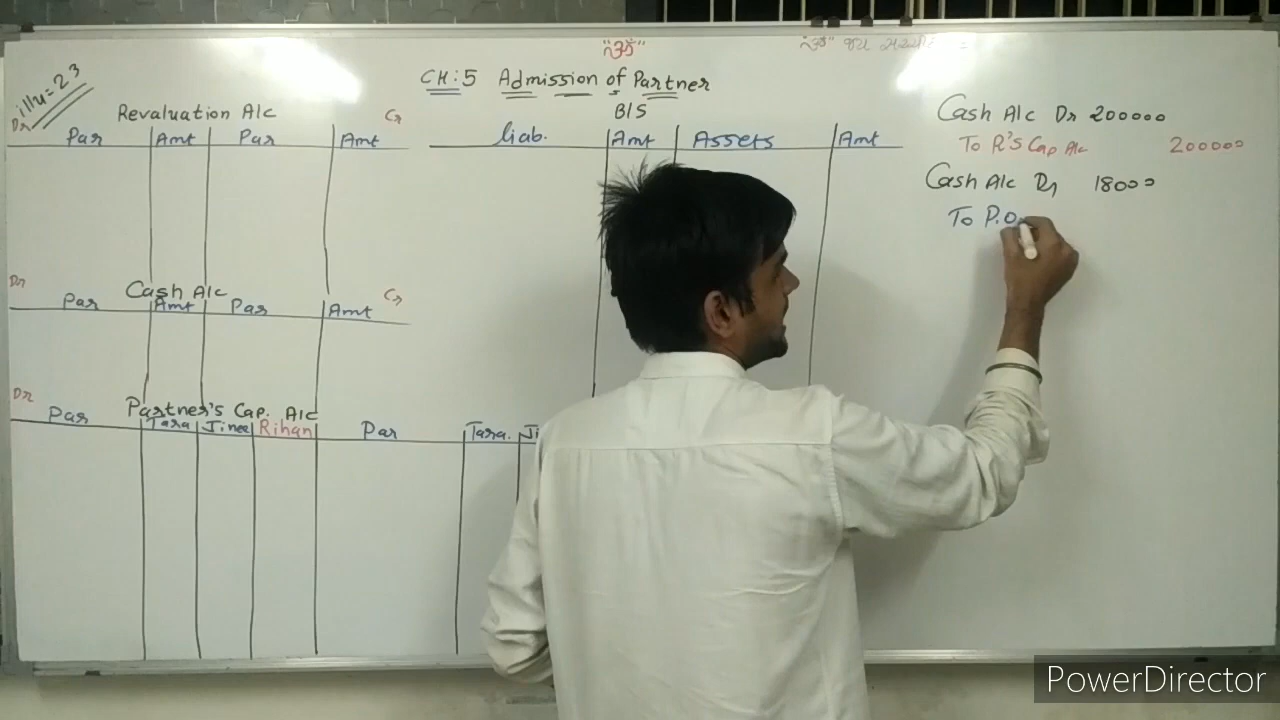 "ૐ"
"ૐ" જય
CH:5 Admission of Partner
illu=23
Revaluation A/c
Dr Cr
Par Amt Par Amt
B/S
liab. Amt Assets Amt
Cash A/c Dr 200000
To R's Cap A/c 200000
Cash A/c Dr 18000
To P.O
Dr Cash A/c Cr
Par Amt Par Amt
Dr Partner's Cap. A/c
Par Tara Jinee Rihan Par Tara. Ji
PowerDirector